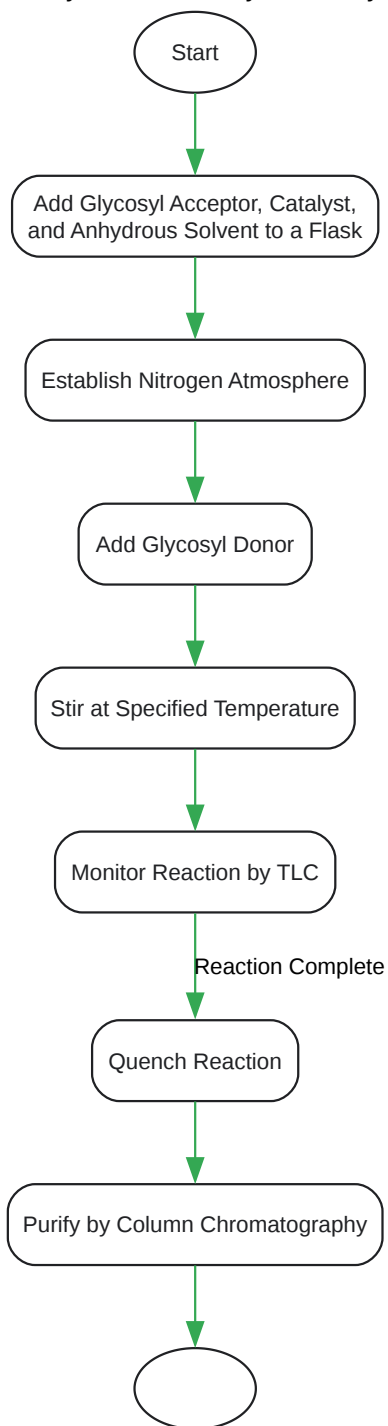 Start
Add Glycosyl Acceptor, Catalyst,
and Anhydrous Solvent to a Flask
Establish Nitrogen Atmosphere
Add Glycosyl Donor
Stir at Specified Temperature
Monitor Reaction by TLC
Reaction Complete
Quench Reaction
Purify by Column Chromatography